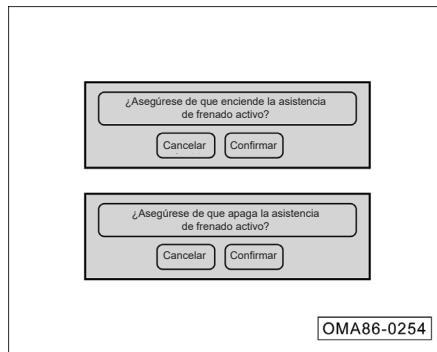 ¿Asegúrese de que enciende la asistencia
de frenado activo?
Cancelar Confirmar
¿Asegúrese de que apaga la asistencia
de frenado activo?
Cancelar Confirmar
OMA86-0254